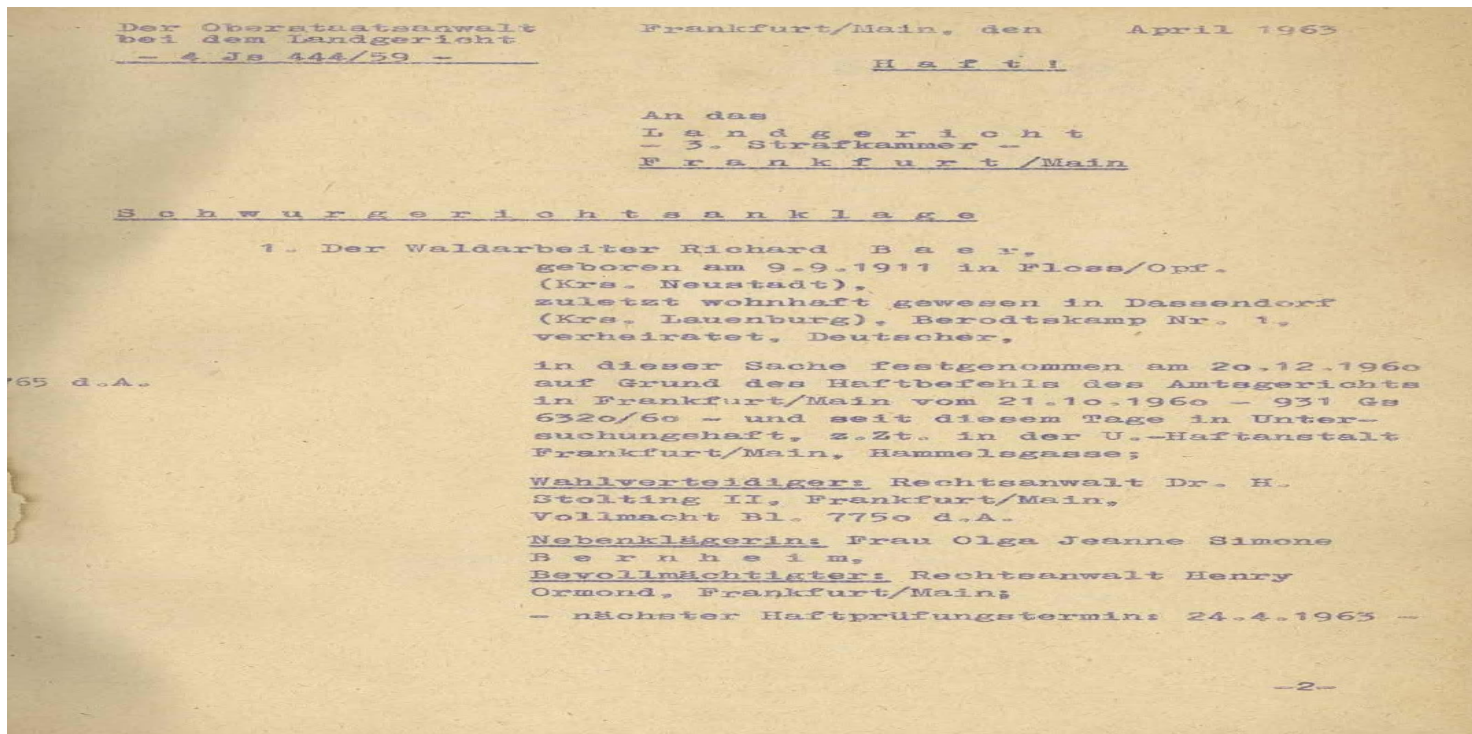 Der Oberstaatsanwalt
bei dem Landgericht
- 4 Js 444/59 -
Frankfurt/Main, den April 1963
H a f t !
An das
L a n d g e r i c h t
- 3. Strafkammer -
F r a n k f u r t /Main
S c h w u r g e r i c h t s a n k l a g e
1. Der Waldarbeiter Richard B a e r,
geboren am 9.9.1911 in Floss/Opf.
(Krs. Neustadt),
zuletzt wohnhaft gewesen in Dassendorf
(Krs. Lauenburg), Berodtskamp Nr. 1,
verheiratet, Deutscher,
in dieser Sache festgenommen am 2o.12.196o
65 d.A.
auf Grund des Haftbefehls des Amtsgerichts
in Frankfurt/Main vom 21.1o.196o - 931 Gs
632o/6o - und seit diesem Tage in Unter-
suchungshaft, z.Zt. in der U.-Haftanstalt
Frankfurt/Main, Hammelsgasse;
Wahlverteidiger: Rechtsanwalt Dr. H.
Stolting II, Frankfurt/Main,
Vollmacht Bl. 775o d.A.
Nebenklägerin: Frau Olga Jeanne Simone
B e r n h e i m,
Bevollmächtigter: Rechtsanwalt Henry
Ormond, Frankfurt/Main;
- nächster Haftprüfungstermin: 24.4.1963 -
-2-